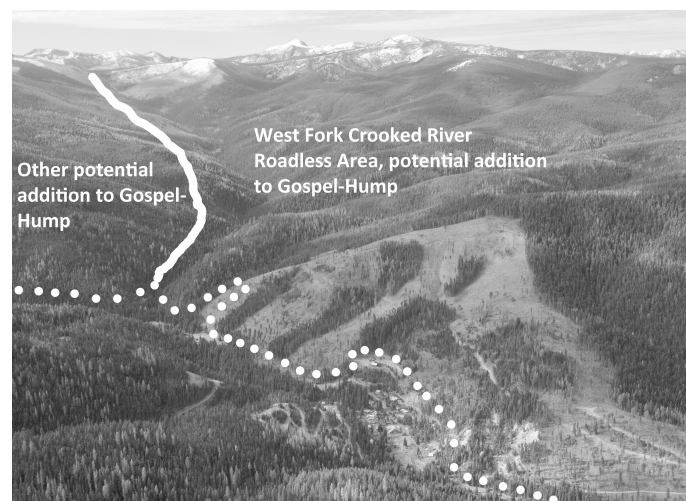 Other potential
addition to Gospel-
Hump
West Fork Crooked River
Roadless Area, potential addition
to Gospel-Hump